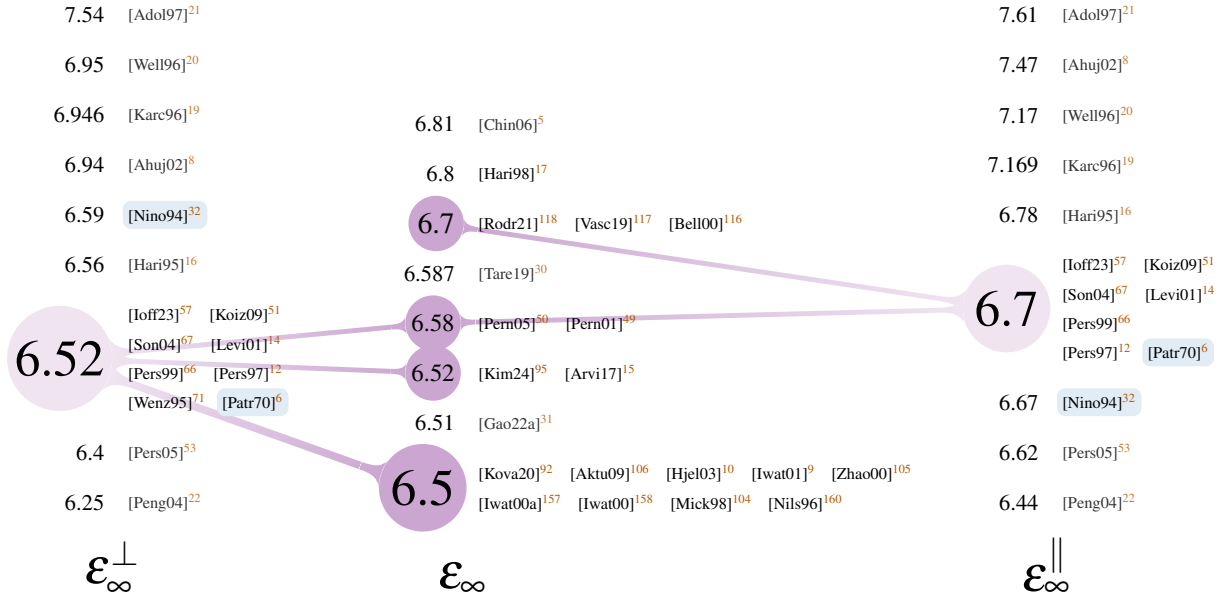 7.54 [Adol97]21
6.95 [Well96]20
6.946 [Karc96]19
6.94 [Ahuj02]8
6.59 [Nino94]32
6.56 [Hari95]16
6.52
[Ioff23]57 [Koiz09]51
[Son04]67 [Levi01]14
[Pers99]66 [Pers97]12
[Wenz95]71 [Patr70]6
6.4 [Pers05]53
6.25 [Peng04]22
ε∞⊥
6.81 [Chin06]5
6.8 [Hari98]17
6.7 [Rodr21]118 [Vasc19]117 [Bell00]116
6.587 [Tare19]30
6.58 [Pern05]50 [Pern01]49
6.52 [Kim24]95 [Arvi17]15
6.51 [Gao22a]31
6.5
[Kova20]92 [Aktu09]106 [Hjel03]10 [Iwat01]9 [Zhao00]105
[Iwat00a]157 [Iwat00]158 [Mick98]104 [Nils96]160
ε∞
7.61 [Adol97]21
7.47 [Ahuj02]8
7.17 [Well96]20
7.169 [Karc96]19
6.78 [Hari95]16
6.7
[Ioff23]57 [Koiz09]51
[Son04]67 [Levi01]14
[Pers99]66
[Pers97]12 [Patr70]6
6.67 [Nino94]32
6.62 [Pers05]53
6.44 [Peng04]22
ε∞∥